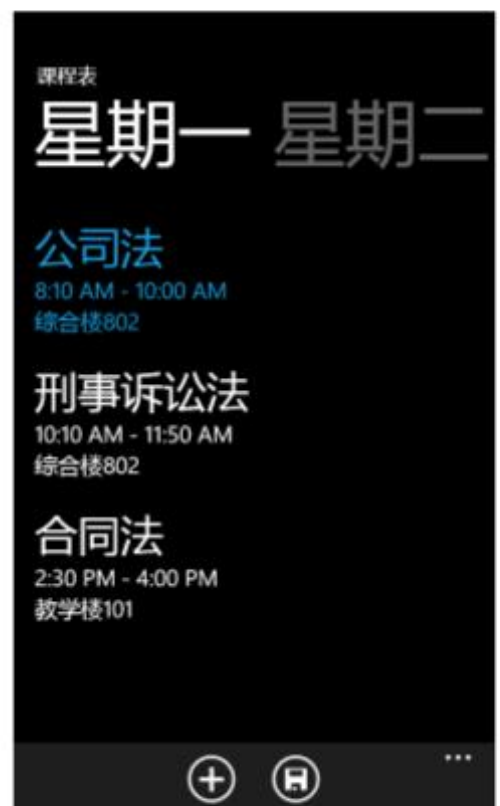 课程表
星期一 星期二
公司法
8:10 AM - 10:00 AM
综合楼802
刑事诉讼法
10:10 AM - 11:50 AM
综合楼802
合同法
2:30 PM - 4:00 PM
教学楼101